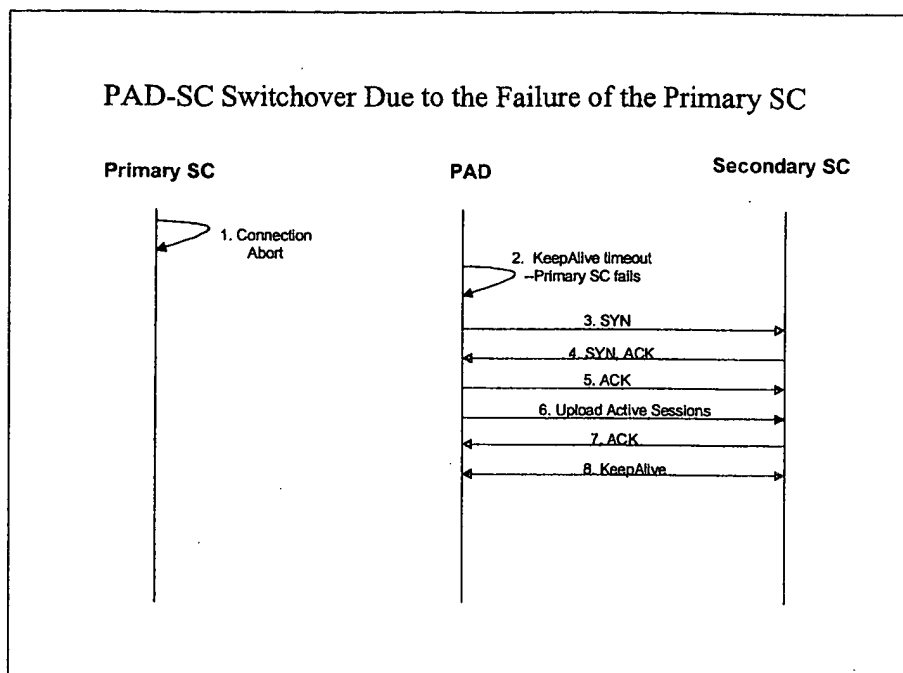 PAD-SC Switchover Due to the Failure of the Primary SC
Primary SC
PAD
Secondary SC
1. Connection
Abort
2. KeepAlive timeout
--Primary SC fails
3. SYN
4. SYN, ACK
5. ACK
6. Upload Active Sessions
7. ACK
8. KeepAlive